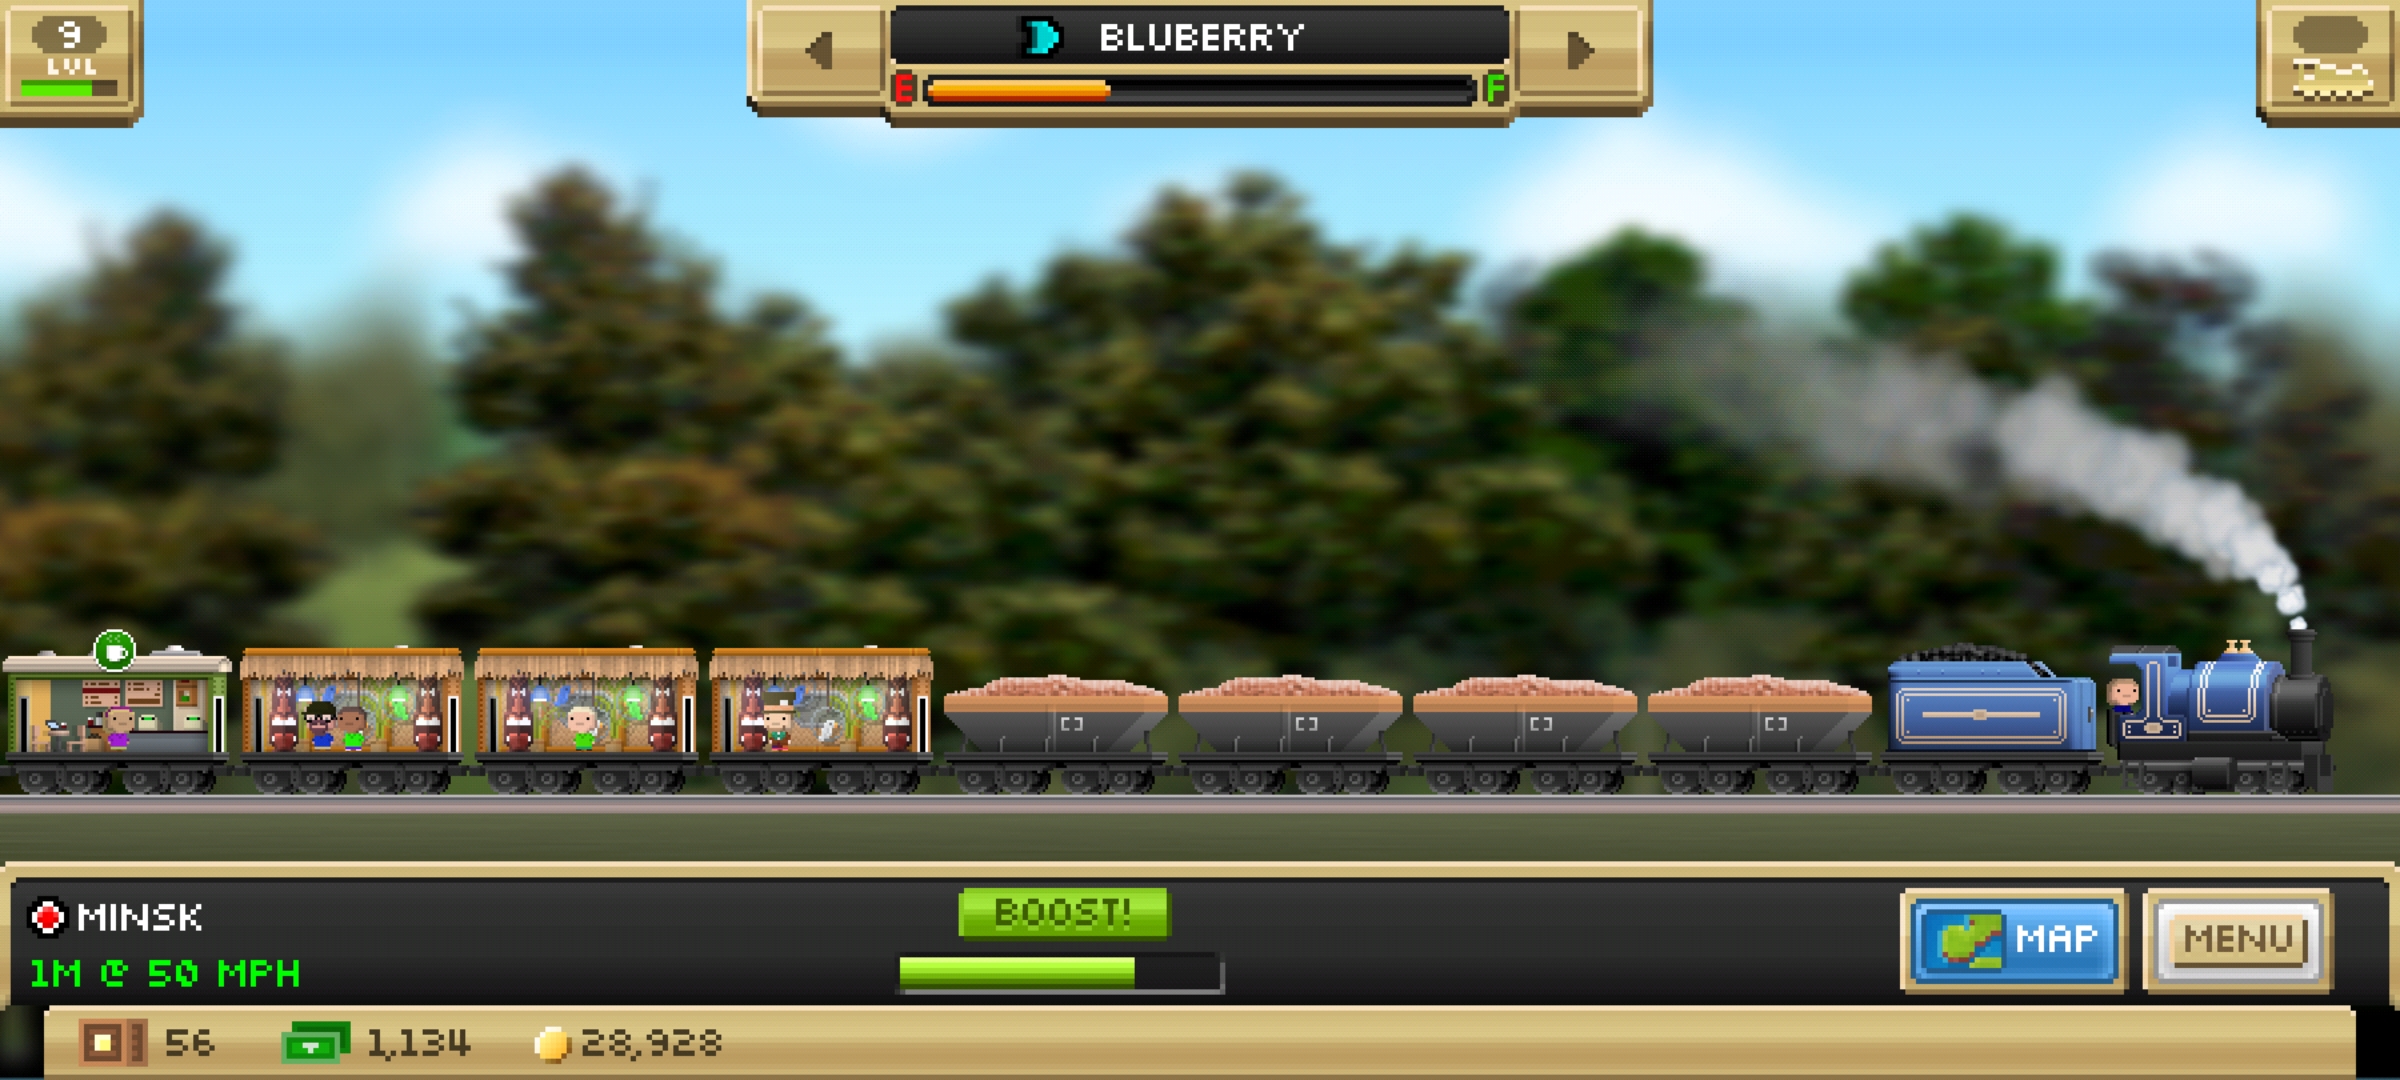 9
LVL
BLUBERRY
E F
MINSK
1M @ 50 MPH
BOOST!
MAP
MENU
56
1,134
28,928